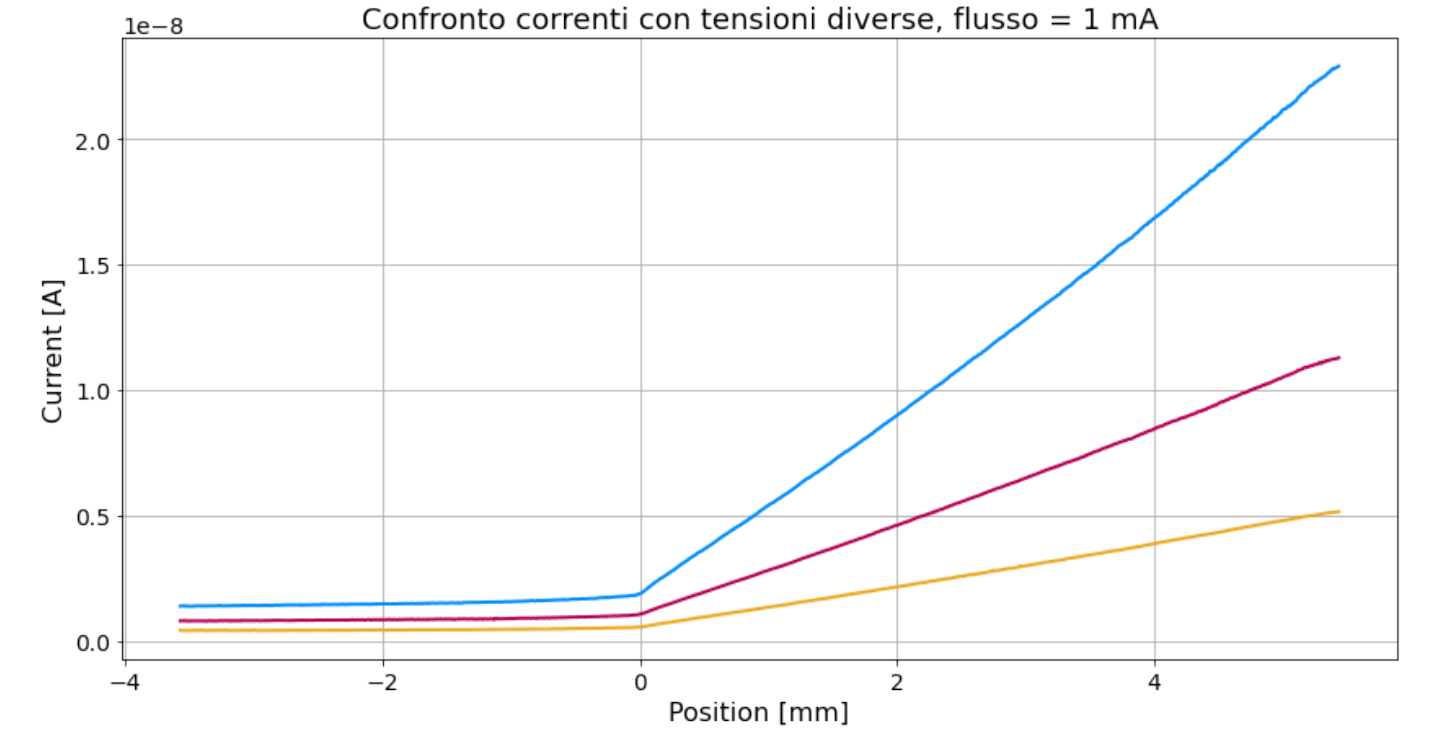 Confronto correnti con tensioni diverse, flusso = 1 mA
1e−8
2.0
1.5
1.0
0.5
0.0
Current [A]
−4 −2 0 2 4
Position [mm]